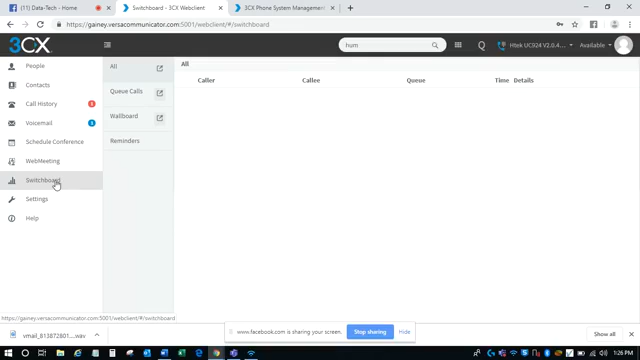 (11) Data-Tech - Home
Switchboard - 3CX Webclient
3CX Phone System Management
https://gainey.versacommunicator.com:5001/webclient/#/switchboard
3CX
hum
Htek UC924 V2.0.4...
Available
People
Contacts
Call History
Voicemail
Schedule Conference
WebMeeting
Switchboard
Settings
Help
All
Queue Calls
Wallboard
Reminders
All
Caller Callee Queue Time Details
https://gainey.versacommunicator.com:5001/webclient/#/switchboard
www.facebook.com is sharing your screen.
Stop sharing
Hide
vmail_813872801....wav
Show all
1:26 PM